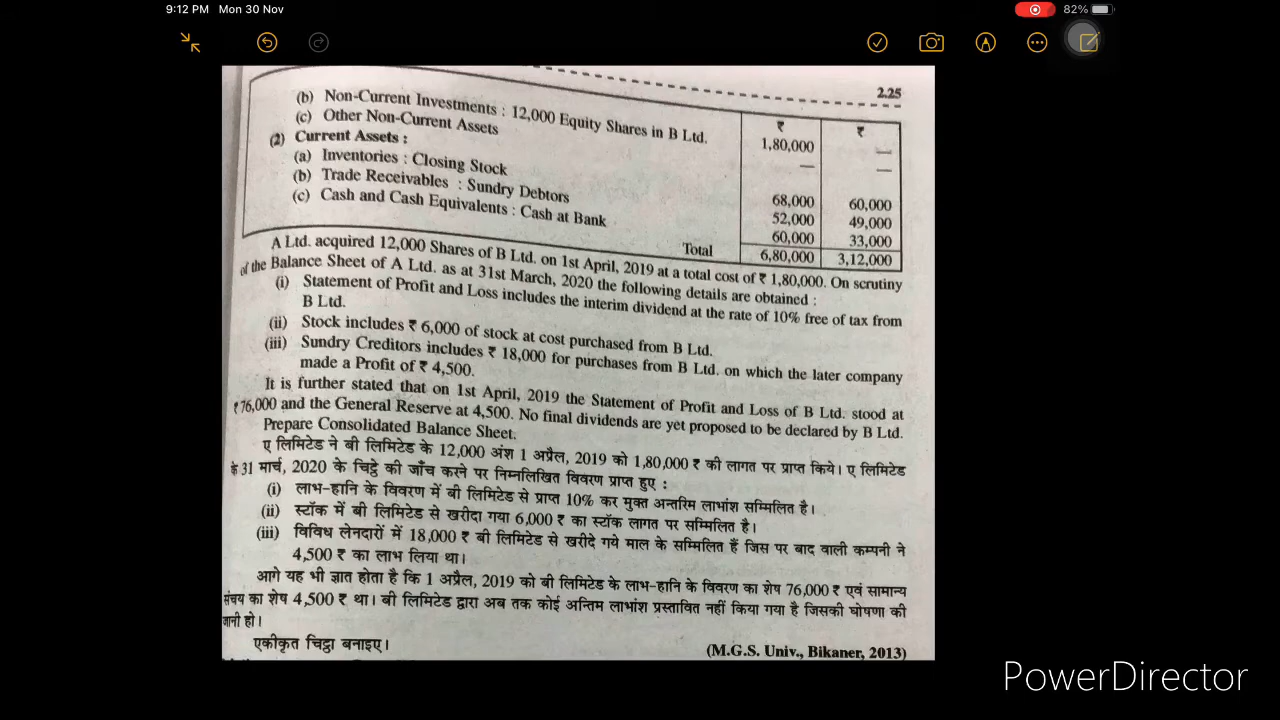 9:12 PM Mon 30 Nov
82%
2.25
₹ ₹
(b) Non-Current Investments : 12,000 Equity Shares in B Ltd. 1,80,000 —
(c) Other Non-Current Assets — —
(2) Current Assets :
(a) Inventories : Closing Stock 68,000 60,000
(b) Trade Receivables : Sundry Debtors 52,000 49,000
(c) Cash and Cash Equivalents : Cash at Bank 60,000 33,000
Total 6,80,000 3,12,000
A Ltd. acquired 12,000 Shares of B Ltd. on 1st April, 2019 at a total cost of ₹ 1,80,000. On scrutiny
of the Balance Sheet of A Ltd. as at 31st March, 2020 the following details are obtained :
(i) Statement of Profit and Loss includes the interim dividend at the rate of 10% free of tax from
B Ltd.
(ii) Stock includes ₹ 6,000 of stock at cost purchased from B Ltd.
(iii) Sundry Creditors includes ₹ 18,000 for purchases from B Ltd. on which the later company
made a Profit of ₹ 4,500.
It is further stated that on 1st April, 2019 the Statement of Profit and Loss of B Ltd. stood at
₹ 76,000 and the General Reserve at 4,500. No final dividends are yet proposed to be declared by B Ltd.
Prepare Consolidated Balance Sheet.
ए लिमिटेड ने बी लिमिटेड के 12,000 अंश 1 अप्रैल, 2019 को 1,80,000 ₹ की लागत पर प्राप्त किये। ए लिमिटेड
के 31 मार्च, 2020 के चिट्ठे की जाँच करने पर निम्नलिखित विवरण प्राप्त हुए :
(i) लाभ-हानि के विवरण में बी लिमिटेड से प्राप्त 10% कर मुक्त अन्तरिम लाभांश सम्मिलित है।
(ii) स्टॉक में बी लिमिटेड से खरीदा गया 6,000 ₹ का स्टॉक लागत पर सम्मिलित है।
(iii) विविध लेनदारों में 18,000 ₹ बी लिमिटेड से खरीदे गये माल के सम्मिलित हैं जिस पर बाद वाली कम्पनी ने
4,500 ₹ का लाभ लिया था।
आगे यह भी ज्ञात होता है कि 1 अप्रैल, 2019 को बी लिमिटेड के लाभ-हानि के विवरण का शेष 76,000 ₹ एवं सामान्य
संचय का शेष 4,500 ₹ था। बी लिमिटेड द्वारा अब तक कोई अन्तिम लाभांश प्रस्तावित नहीं किया गया है जिसकी घोषणा की
जानी हो।
एकीकृत चिट्ठा बनाइए।
(M.G.S. Univ., Bikaner, 2013)
PowerDirector